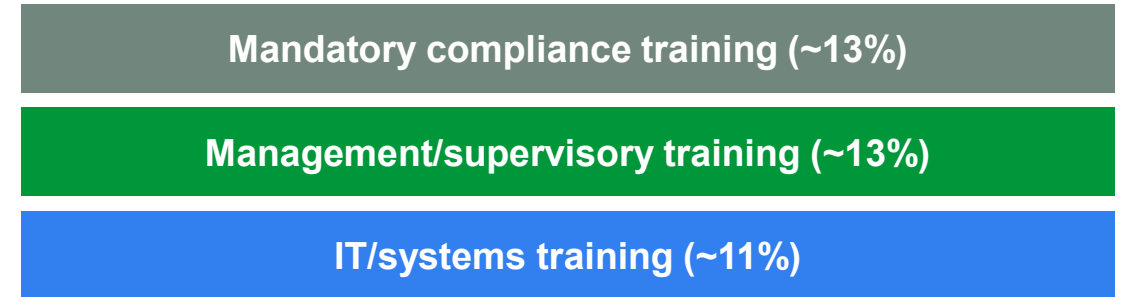 Mandatory compliance training (~13%)
Management/supervisory training (~13%)
IT/systems training (~11%)